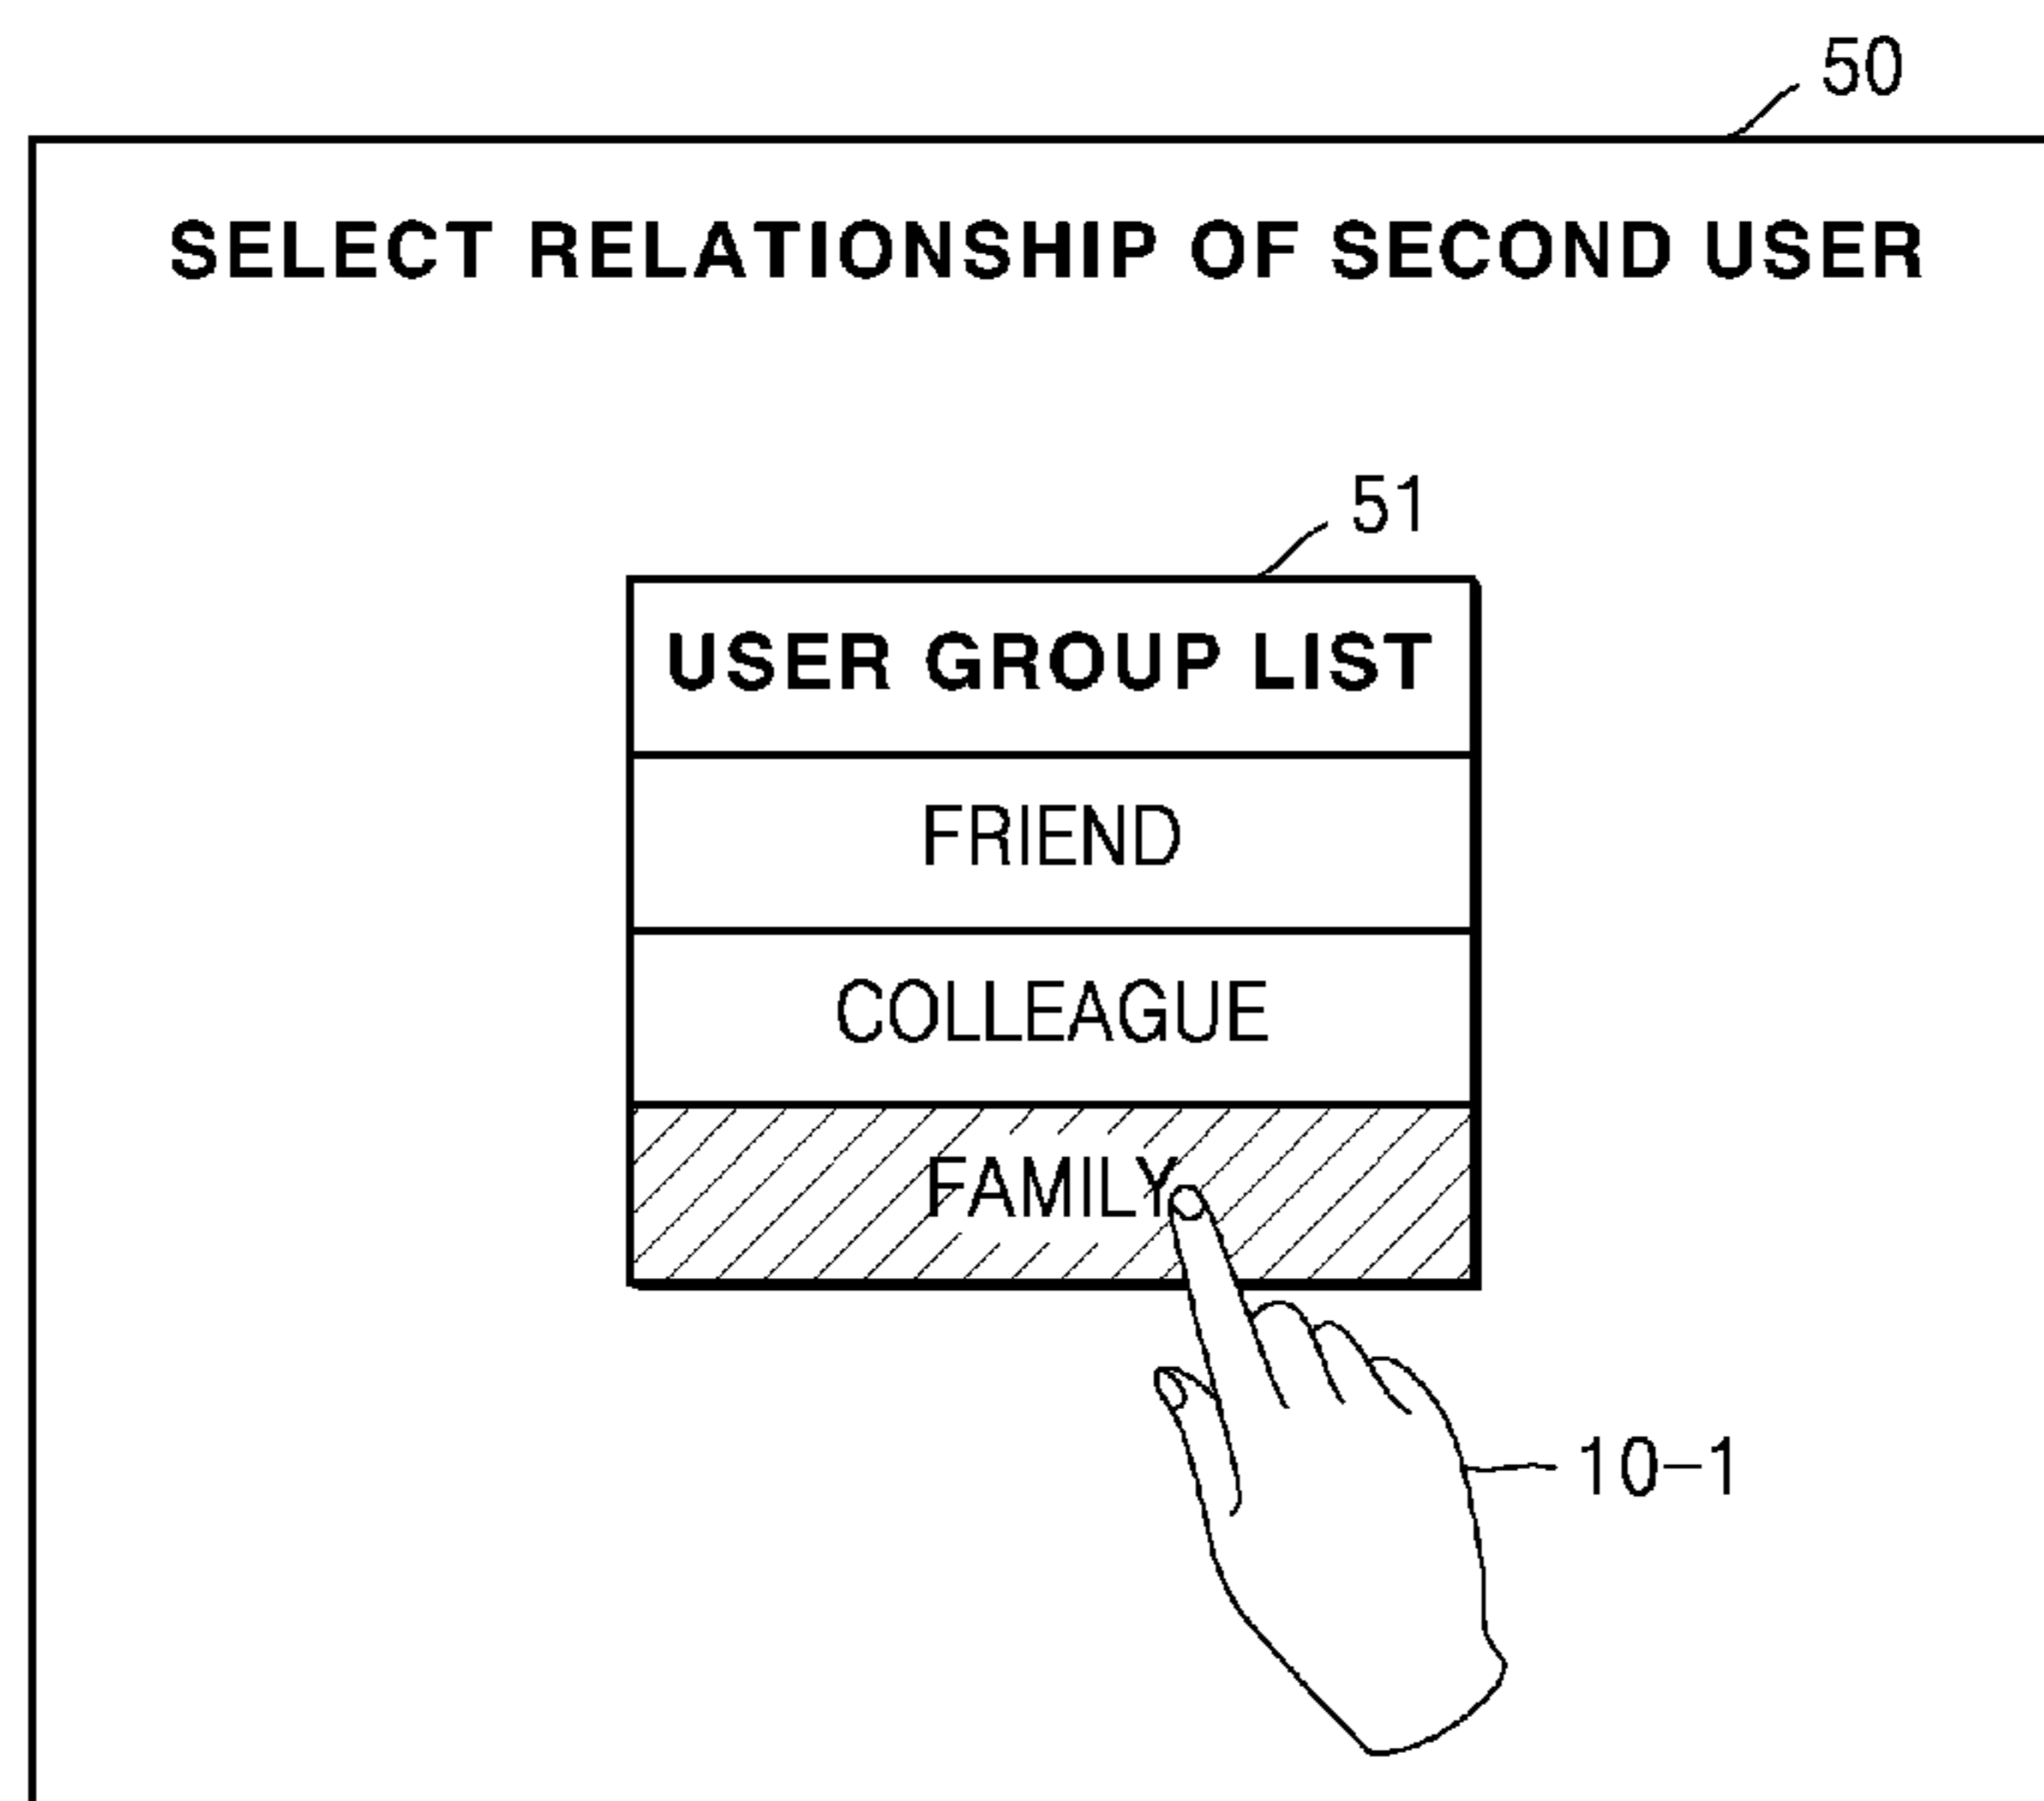 50
SELECT RELATIONSHIP OF SECOND USER
51
USER GROUP LIST
FRIEND
COLLEAGUE
FAMILY
10-1